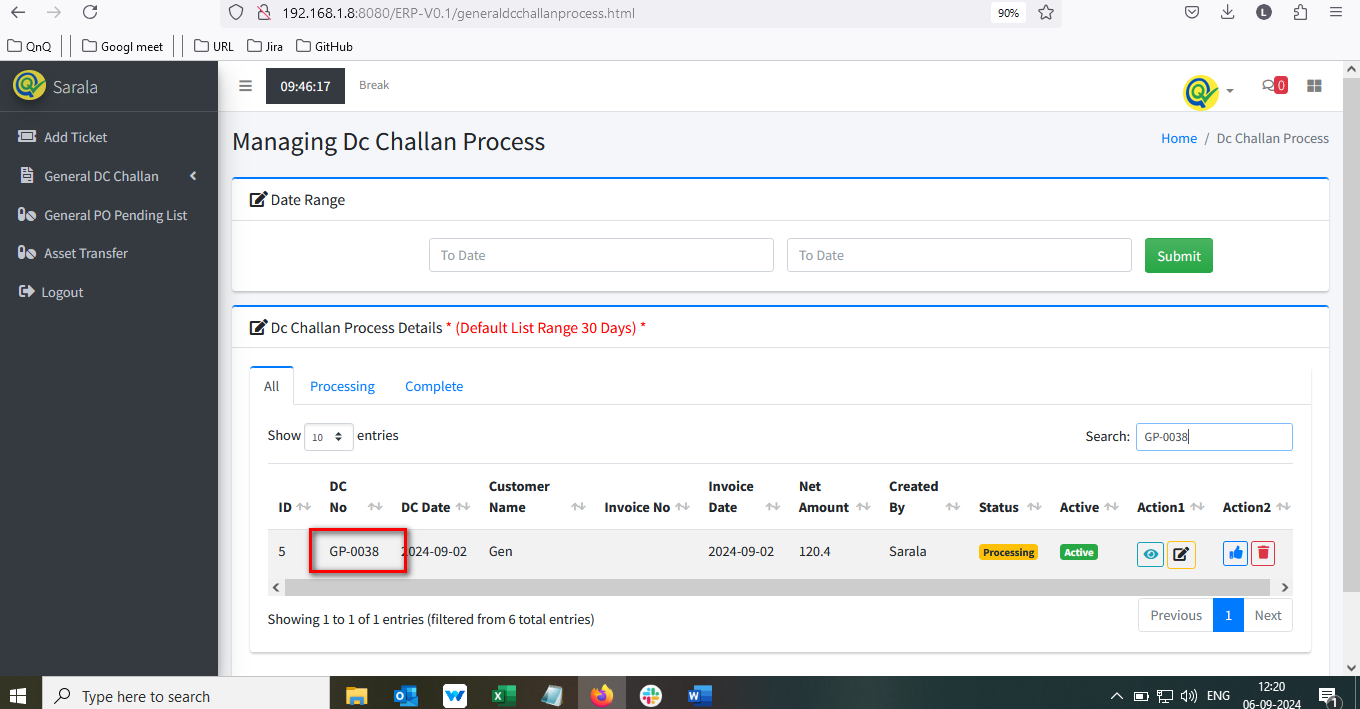 192.168.1.8:8080/ERP-V0.1/generaldcchallanprocess.html
90%
L
QnQ
Googl meet
URL
Jira
GitHub
Sarala
09:46:17
Break
0
Add Ticket
General DC Challan
General PO Pending List
Asset Transfer
Logout
Managing Dc Challan Process
Home / Dc Challan Process
Date Range
To Date
To Date
Submit
Dc Challan Process Details * (Default List Range 30 Days) *
All
Processing
Complete
Show 10 entries
Search: GP-0038
ID
DC No
DC Date
Customer Name
Invoice No
Invoice Date
Net Amount
Created By
Status
Active
Action1
Action2
5
GP-0038
2024-09-02
Gen
2024-09-02
120.4
Sarala
Processing
Active
Showing 1 to 1 of 1 entries (filtered from 6 total entries)
Previous
1
Next
Type here to search
ENG
12:20
06-09-2024
1